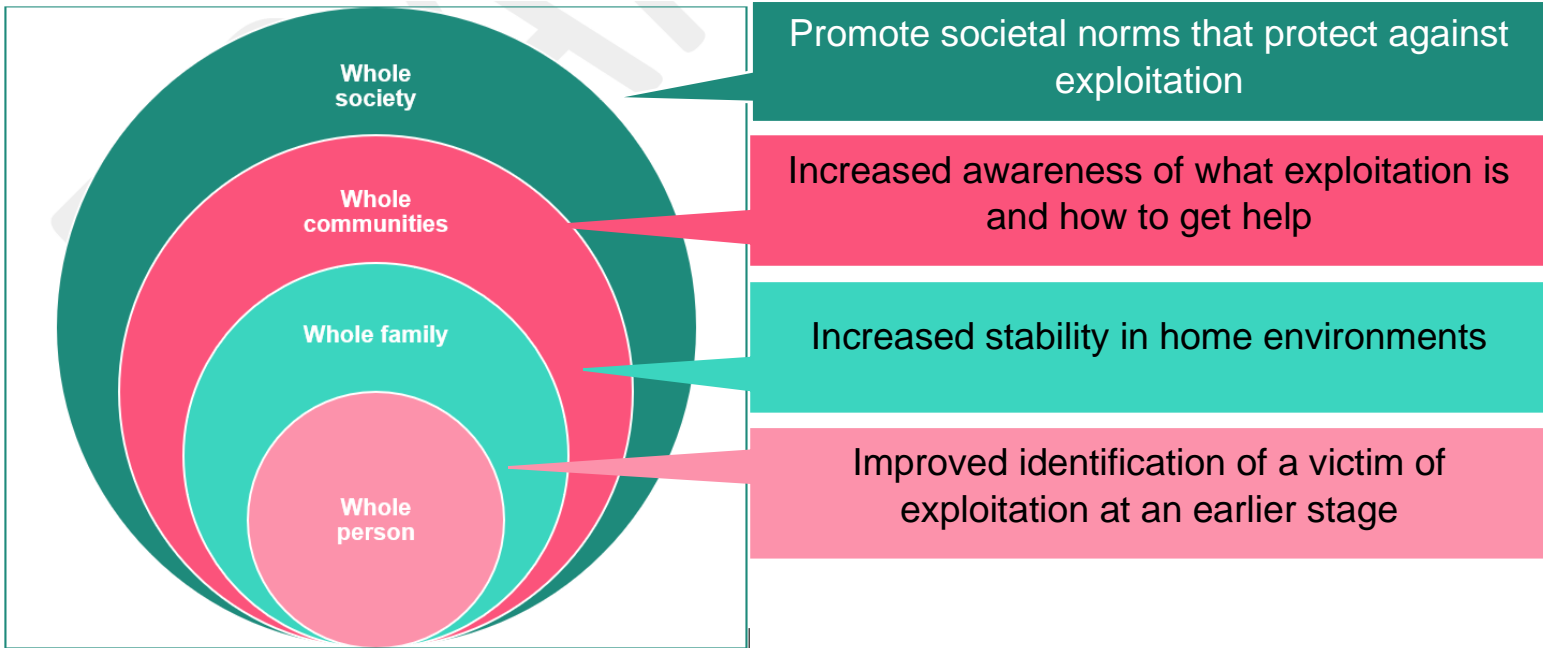 Whole
society
Promote societal norms that protect against
exploitation
Whole
communities
Increased awareness of what exploitation is
and how to get help
Whole family
Increased stability in home environments
Whole
person
Improved identification of a victim of
exploitation at an earlier stage